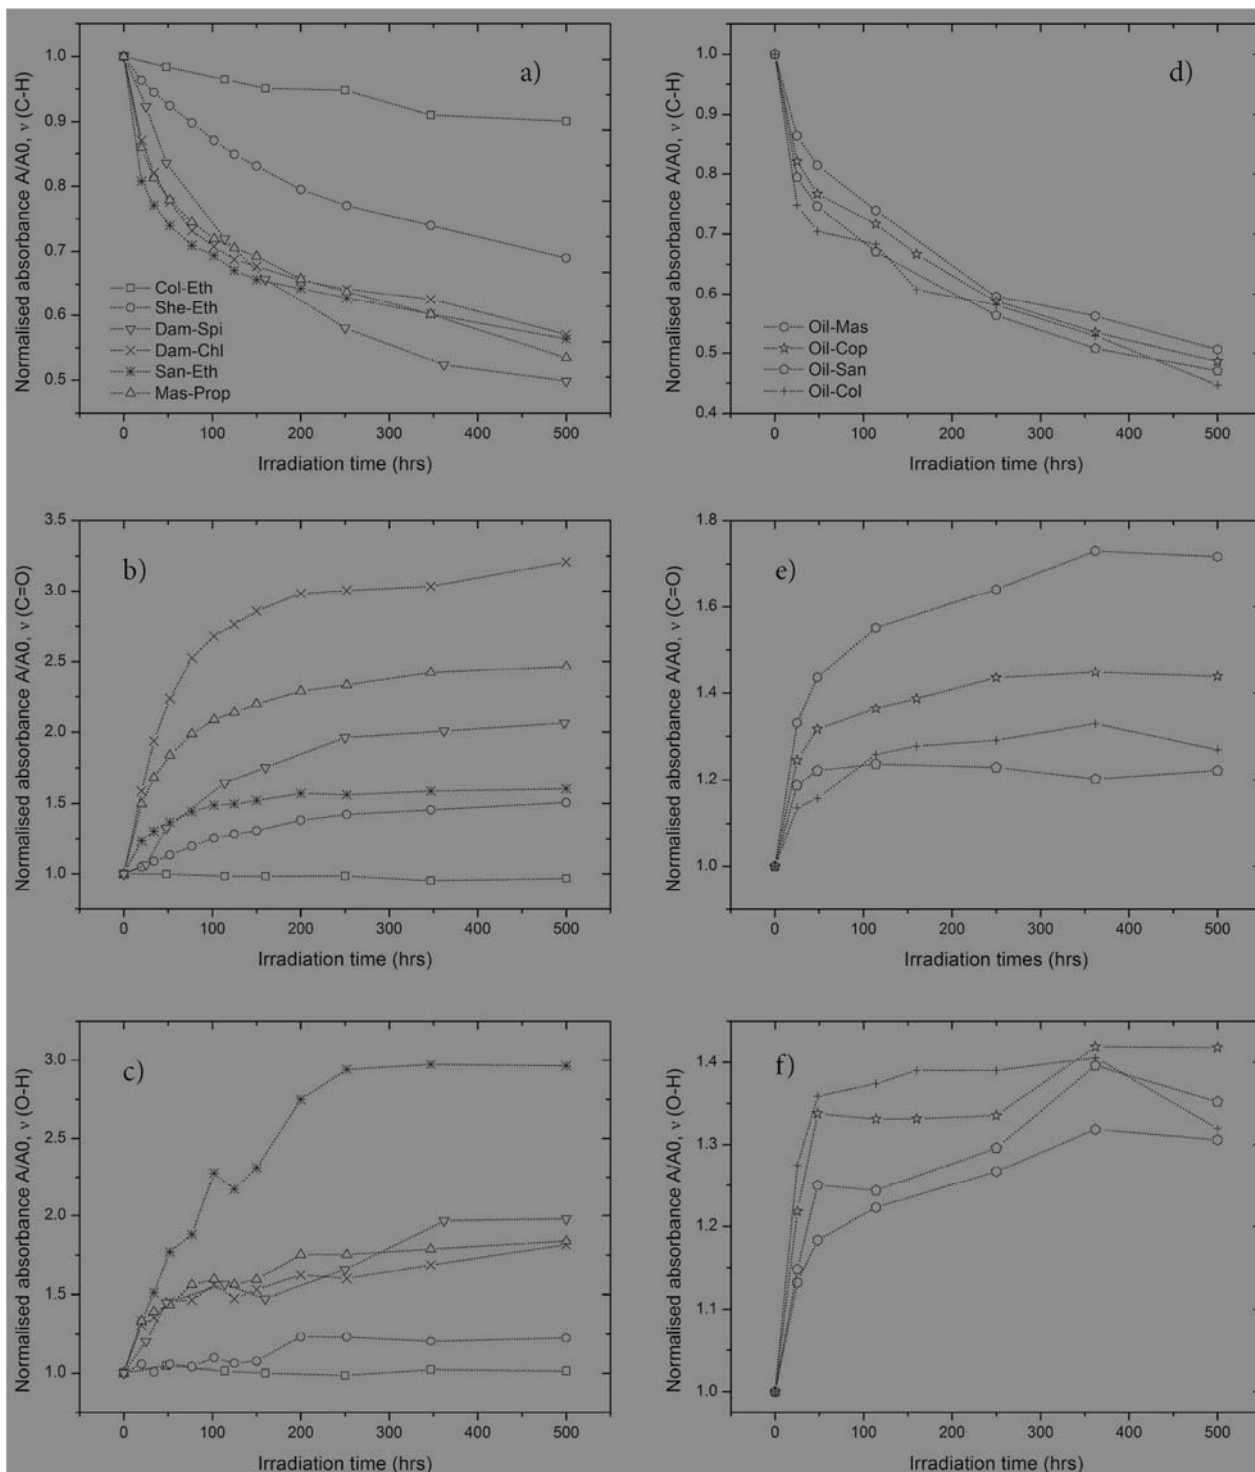 a)
Normalised absorbance A/A0, ν (C-H)
1.0
0.9
0.8
0.7
0.6
0.5
Col-Eth
She-Eth
Dam-Spi
Dam-Chl
San-Eth
Mas-Prop
0 100 200 300 400 500
Irradiation time (hrs)
d)
Normalised absorbance A/A0, ν (C-H)
1.0
0.9
0.8
0.7
0.6
0.5
0.4
Oil-Mas
Oil-Cop
Oil-San
Oil-Col
0 100 200 300 400 500
Irradiation time (hrs)
b)
Normalised absorbance A/A0, ν (C=O)
3.5
3.0
2.5
2.0
1.5
1.0
0 100 200 300 400 500
Irradiation time (hrs)
e)
Normalised absorbance A/A0, ν (C=O)
1.8
1.6
1.4
1.2
1.0
0 100 200 300 400 500
Irradiation times (hrs)
c)
Normalised absorbance A/A0, ν (O-H)
3.0
2.5
2.0
1.5
1.0
0 100 200 300 400 500
Irradiation time (hrs)
f)
Normalised absorbance A/A0, ν (O-H)
1.4
1.3
1.2
1.1
1.0
0 100 200 300 400 500
Irradiation time (hrs)